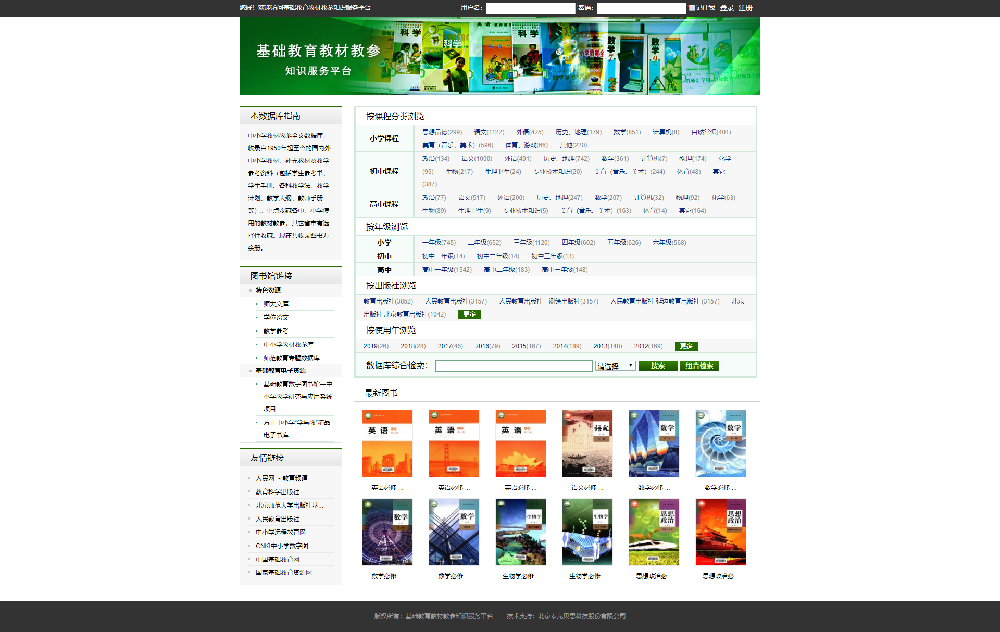 您好！欢迎访问基础教育教材教参知识服务平台
用户名：
*密码：
*记住我 登录 注册
基础教育教材教参
知识服务平台
本数据库指南
中小学教材教参全文数据库，
收录自1950年起至今的国内外
中小学教材、补充教材及教学
参考资料（包括学生参考书、
学生手册、各科教学法、教学
计划、教学大纲、教师手册
等）。重点收藏各中、小学使
用的教材教参，其它省市有选
择性收藏。现在共收录图书万
余册。
图书馆链接
特色资源
师大文库
学位论文
教学参考
中小学教材教参库
师范教育专题数据库
基础教育电子资源
基础教育数字图书馆—中
小学教学研究与应用系统
项目
方正中小学“学与教”精品
电子书库
友情链接
人民网 - 教育频道
教育科学出版社
北京师范大学出版社基...
人民教育出版社
中小学远程教育网
CNKI中小学数字图...
中国基础教育网
国家基础教育资源网
按课程分类浏览
小学课程
思想品德(299) 语文(1122) 外语(425) 历史、地理(179) 数学(851) 计算机(8) 自然常识(401)
美育（音乐、美术）(596) 体育、游戏(66) 其他(220)
初中课程
政治(134) 语文(1000) 外语(401) 历史、地理(742) 数学(361) 计算机(7) 物理(174) 化学
(95) 生物(217) 生理卫生(24) 专业技术知识(20) 美育（音乐、美术）(244) 体育(48) 其它
(387)
高中课程
政治(77) 语文(517) 外语(200) 历史、地理(247) 数学(207) 计算机(32) 物理(92) 化学(63)
生物(89) 生理卫生(9) 专业技术知识(5) 美育（音乐、美术）(163) 体育(14) 其它(164)
按年级浏览
小学 一年级(745) 二年级(652) 三年级(1120) 四年级(602) 五年级(626) 六年级(568)
初中 初中一年级(14) 初中二年级(14) 初中三年级(13)
高中 高中一年级(1542) 高中二年级(183) 高中三年级(148)
按出版社浏览
教育出版社(3852) 人民教育出版社(3157) 人民教育出版社 测绘出版社(3157) 人民教育出版社 延边教育出版社 (3157) 北京
出版社 北京教育出版社(1042) 更多
按使用年浏览
2019(26) 2018(28) 2017(46) 2016(79) 2015(167) 2014(189) 2013(148) 2012(169) 更多
数据库综合检索： 请选择 搜索 组合检索
最新图书
英语 英语 英语 语文 数学 数学
英语必修 ... 英语必修 ... 英语必修 ... 语文必修 ... 数学必修 ... 数学必修 ...
数学 数学 生物学 生物学 思想政治 思想政治
数学必修 ... 数学必修 ... 生物学必修... 生物学必修... 思想政治必... 思想政治必...
版权所有：基础教育教材教参知识服务平台 技术支持：北京泰克贝思科技股份有限公司